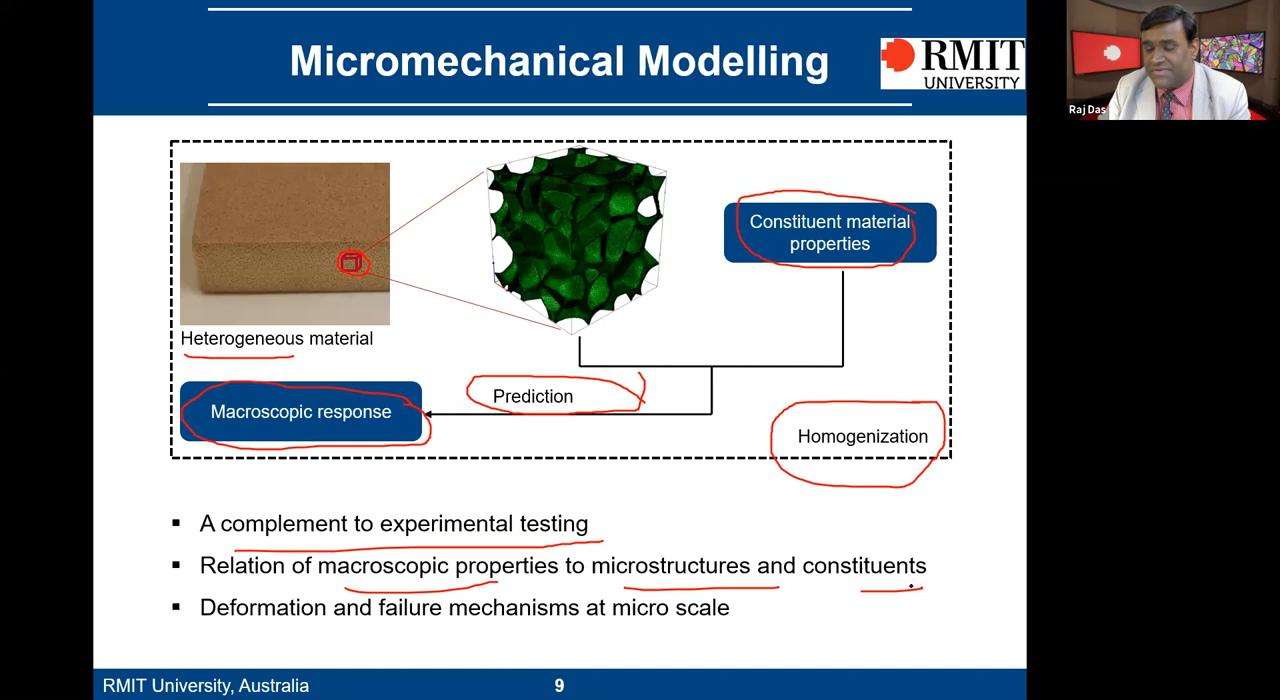 Micromechanical Modelling
RMIT
UNIVERSITY
Raj Das
Constituent material
properties
Heterogeneous material
Prediction
Macroscopic response
Homogenization
▪ A complement to experimental testing
▪ Relation of macroscopic properties to microstructures and constituents
▪ Deformation and failure mechanisms at micro scale
RMIT University, Australia
9